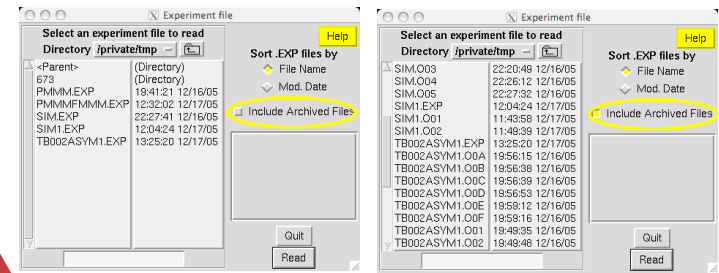 Experiment file
Select an experiment file to read
Help
Directory /private/tmp
Sort .EXP files by
File Name
Mod. Date
Include Archived Files
<Parent> (Directory)
673 (Directory)
PMMM.EXP 19:41:21 12/16/05
PMMMFMMM.EXP 12:32:02 12/17/05
SIM.EXP 22:27:41 12/16/05
SIM1.EXP 12:04:24 12/17/05
TB002ASYM1.EXP 13:25:20 12/17/05
Quit
Read
Experiment file
Select an experiment file to read
Help
Directory /private/tmp
Sort .EXP files by
File Name
Mod. Date
Include Archived Files
SIM.O03 22:20:49 12/16/05
SIM.O04 22:26:12 12/16/05
SIM.O05 22:27:32 12/16/05
SIM1.EXP 12:04:24 12/17/05
SIM1.O01 11:43:58 12/17/05
SIM1.O02 11:49:39 12/17/05
TB002ASYM1.EXP 13:25:20 12/17/05
TB002ASYM1.O0A 19:56:15 12/16/05
TB002ASYM1.O0B 19:56:38 12/16/05
TB002ASYM1.O0C 19:56:39 12/16/05
TB002ASYM1.O0D 19:56:53 12/16/05
TB002ASYM1.O0E 19:59:12 12/16/05
TB002ASYM1.O0F 19:59:16 12/16/05
TB002ASYM1.O01 19:49:35 12/16/05
TB002ASYM1.O02 19:49:48 12/16/05
Quit
Read